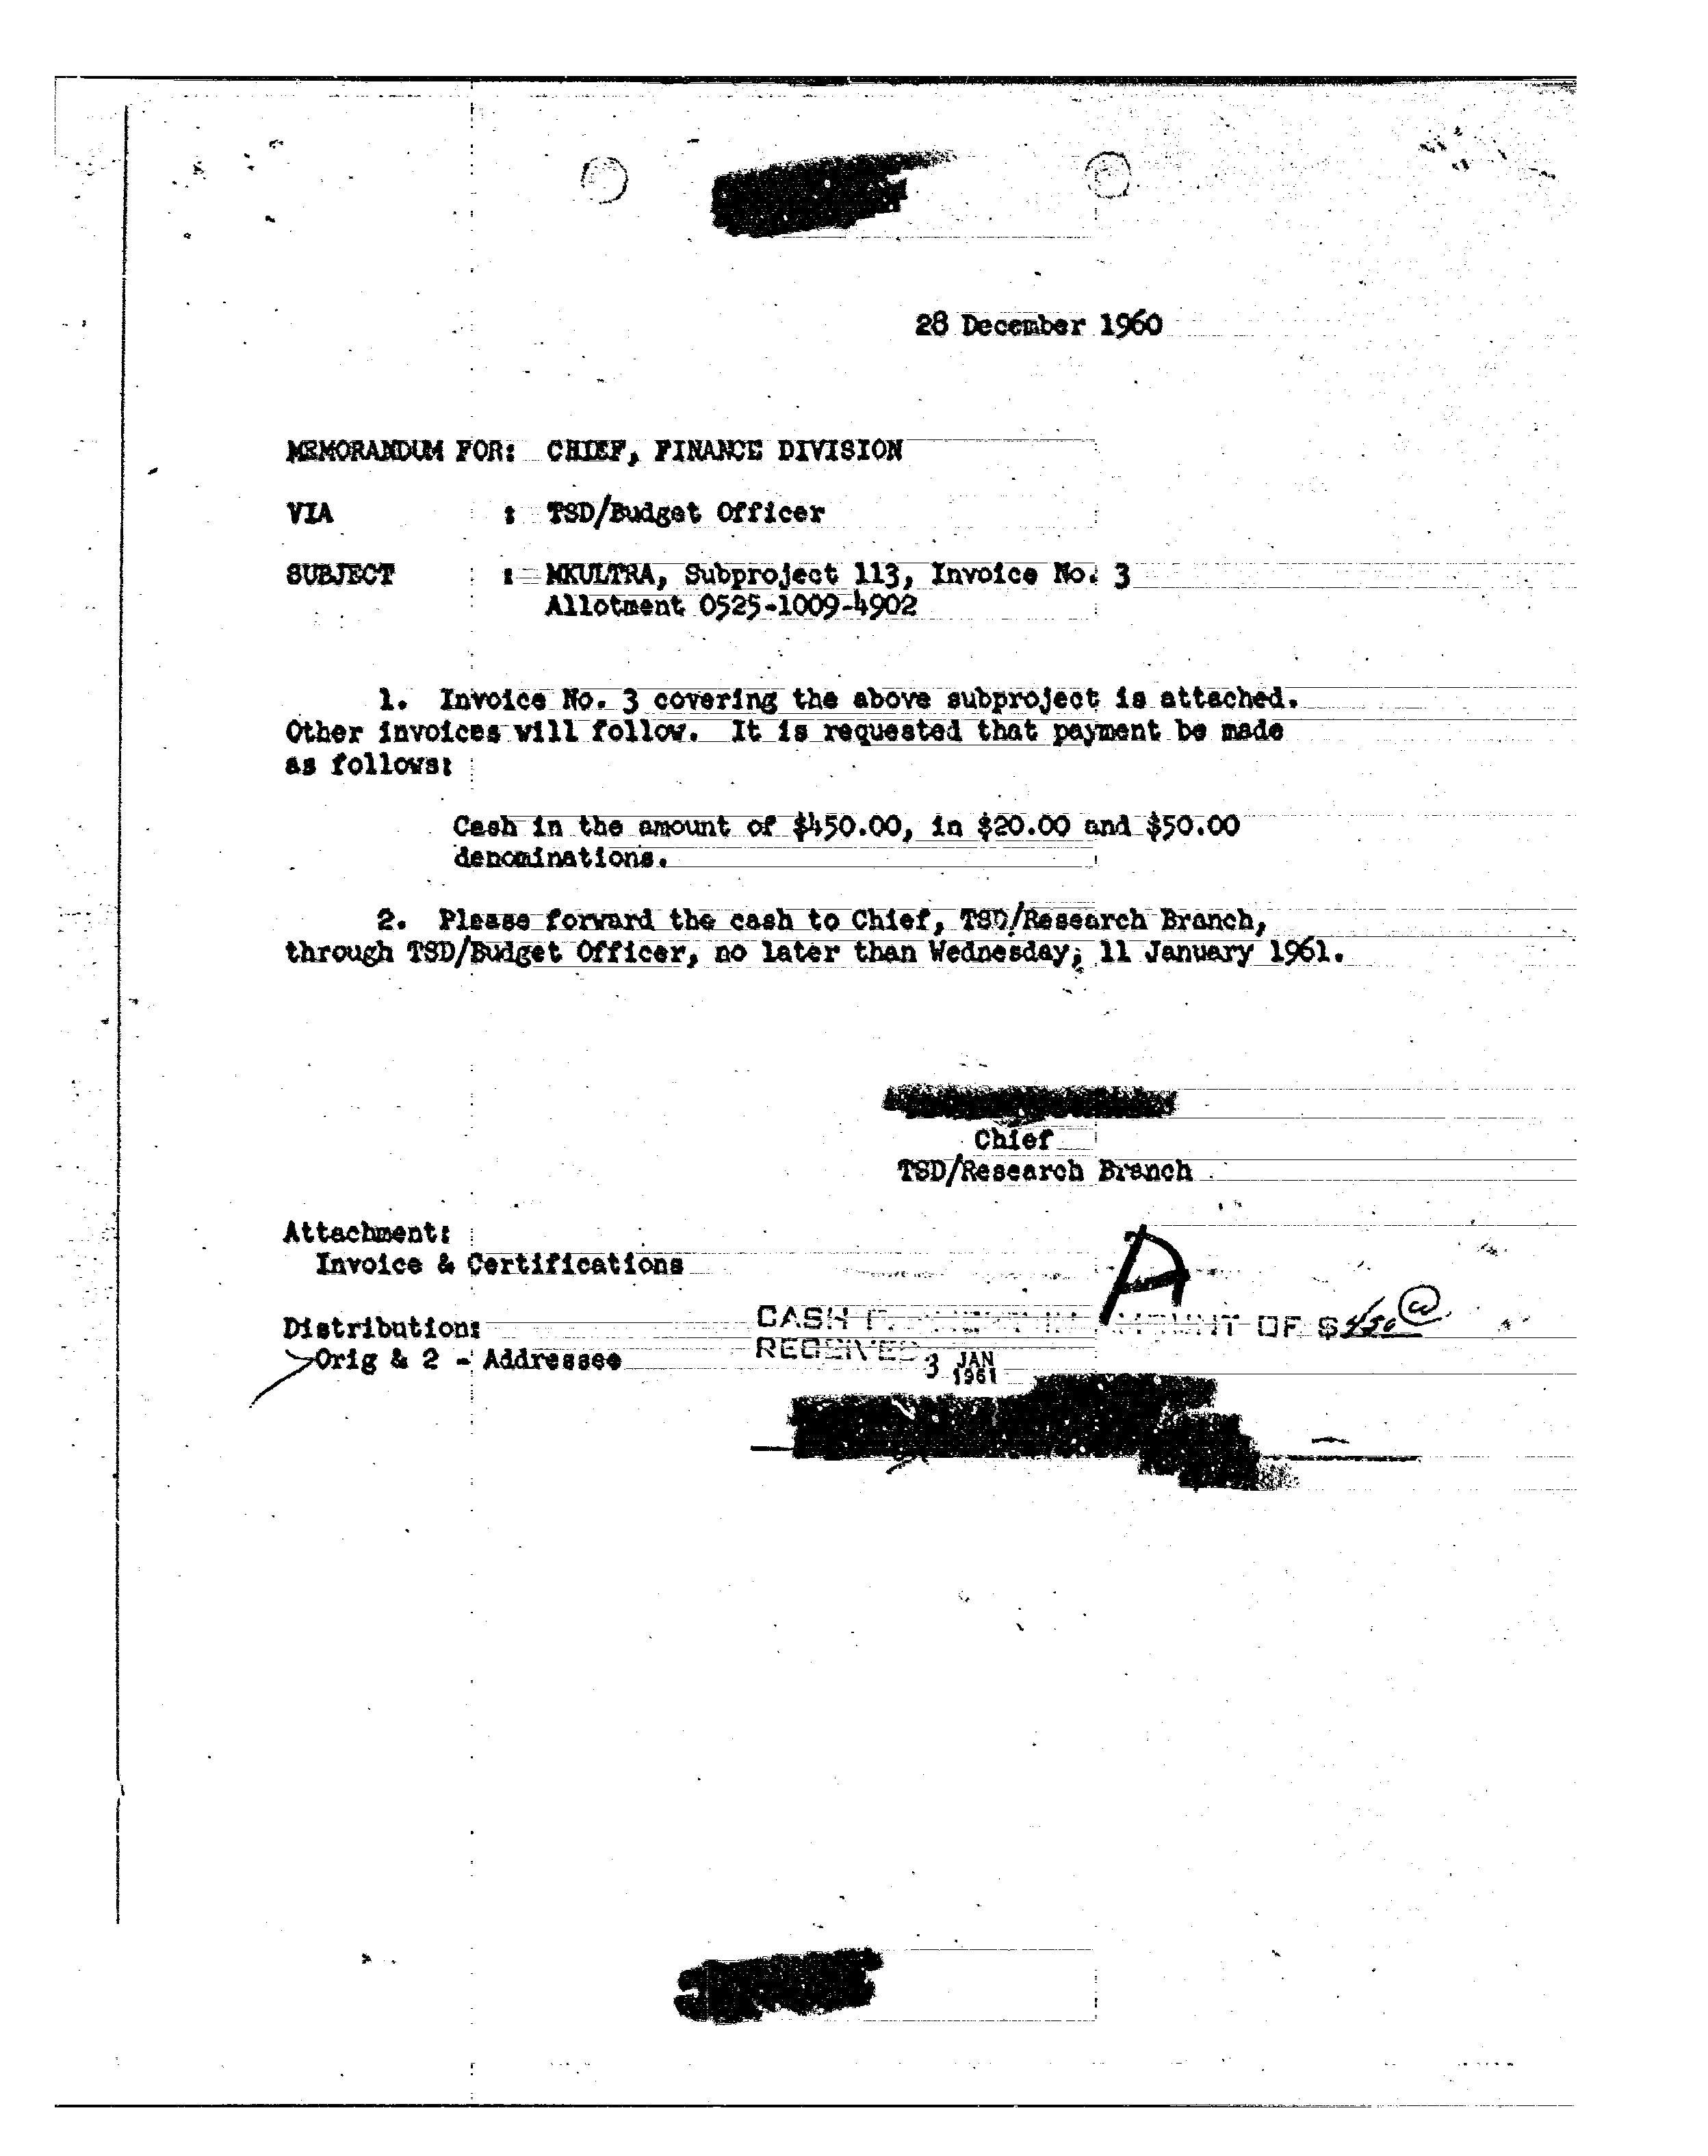 28 December 1960
MEMORANDUM FOR: CHIEF, FINANCE DIVISION
VIA : TSD/Budget Officer
SUBJECT : MKULTRA, Subproject 113, Invoice No. 3
Allotment 0525-1009-4902
1. Invoice No. 3 covering the above subproject is attached.
Other invoices will follow. It is requested that payment be made
as follows:
Cash in the amount of $450.00, in $20.00 and $50.00
denominations.
2. Please forward the cash to Chief, TSD/Research Branch,
through TSD/Budget Officer, no later than Wednesday, 11 January 1961.
Chief
TSD/Research Branch
Attachment:
Invoice & Certifications
A
Distribution:
Orig & 2 - Addressee
CASH IN AMOUNT OF $450
RECEIVED 3 JAN
1961